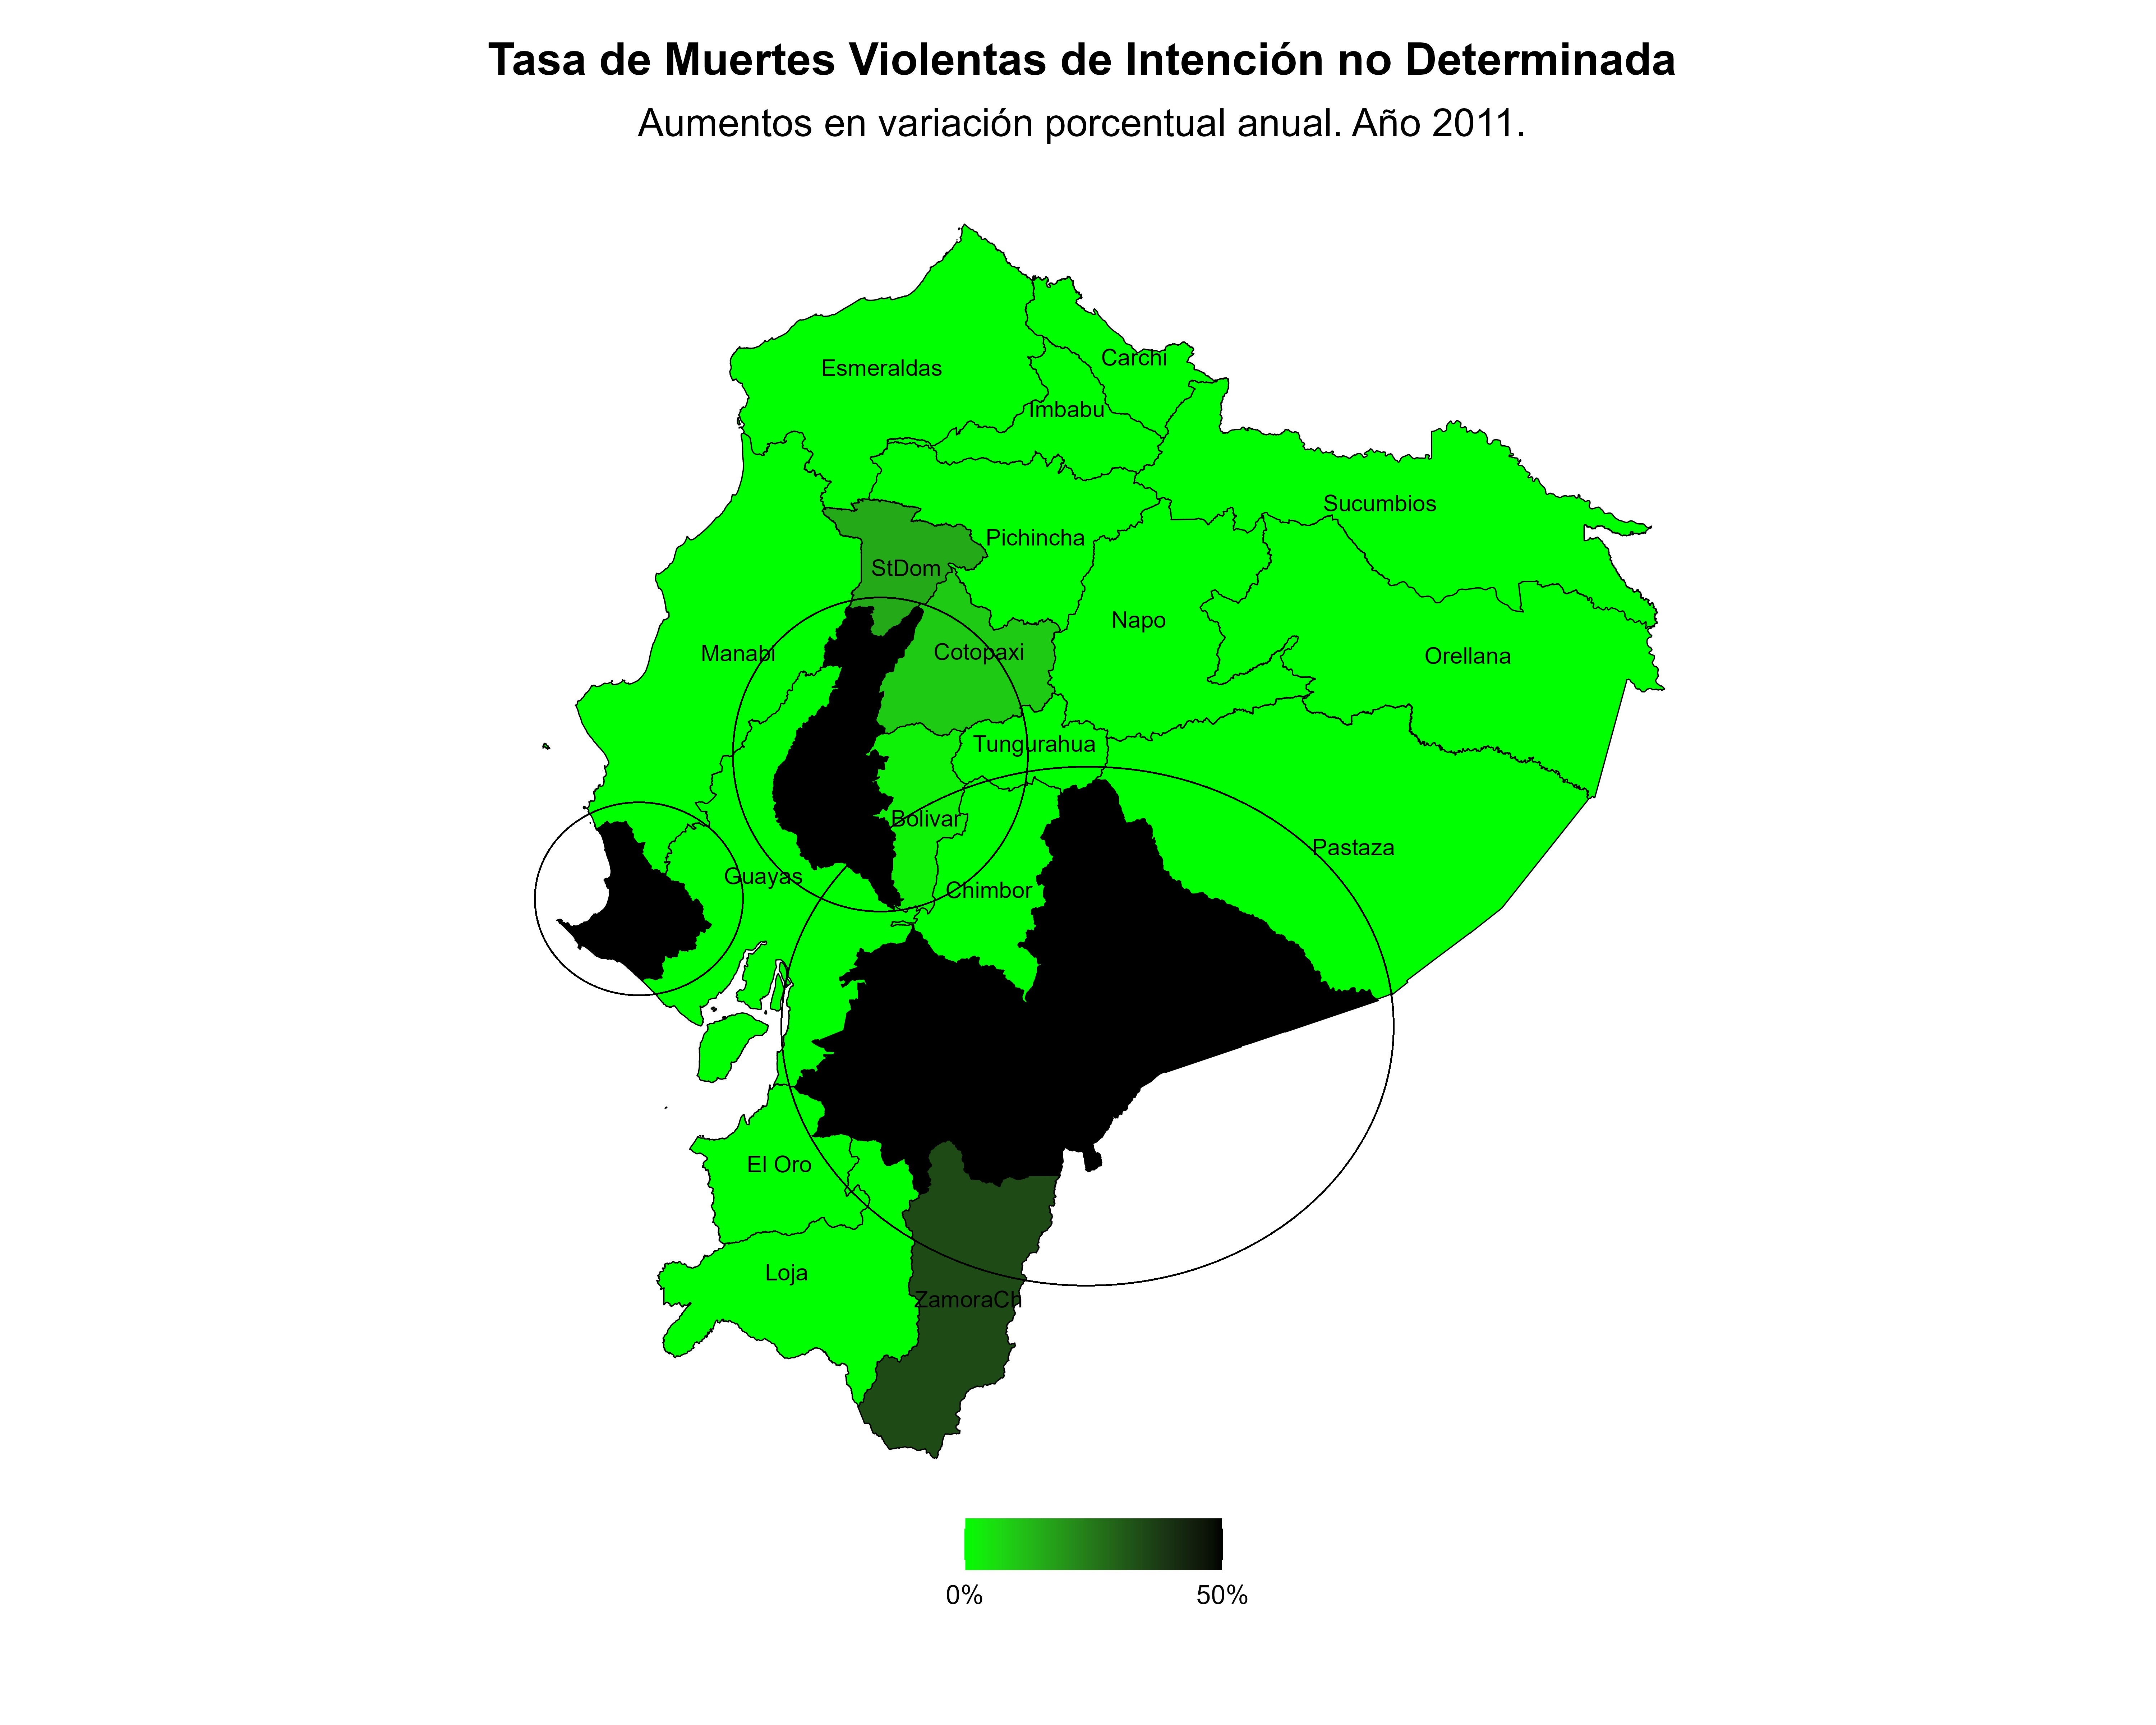 Tasa de Muertes Violentas de Intención no Determinada
Aumentos en variación porcentual anual. Año 2011.
Carchi
Esmeraldas
Imbabu
Sucumbios
Pichincha
StDom
Napo
Cotopaxi
Manabi
Orellana
Tungurahua
Bolivar
Pastaza
Guayas
Chimbor
El Oro
Loja
ZamoraCh
0% 50%